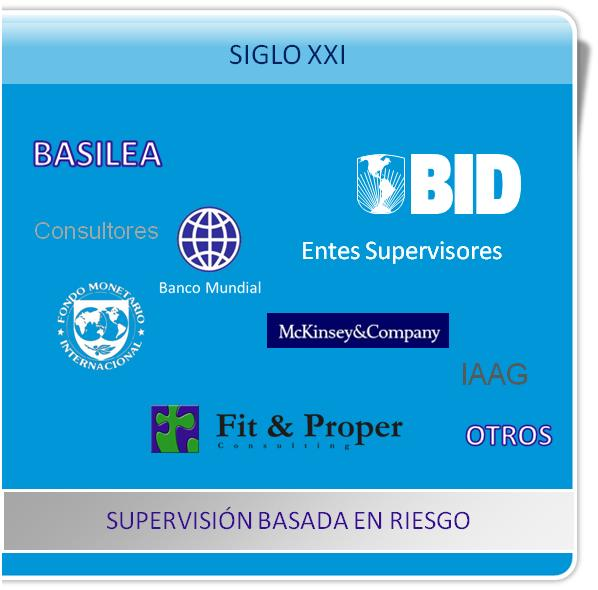 SIGLO XXI
BASILEA
BID
Consultores
Entes Supervisores
Banco Mundial
FONDO MONETARIO
INTERNACIONAL
McKinsey&Company
IAAG
Fit & Proper
Consulting
OTROS
SUPERVISIÓN BASADA EN RIESGO